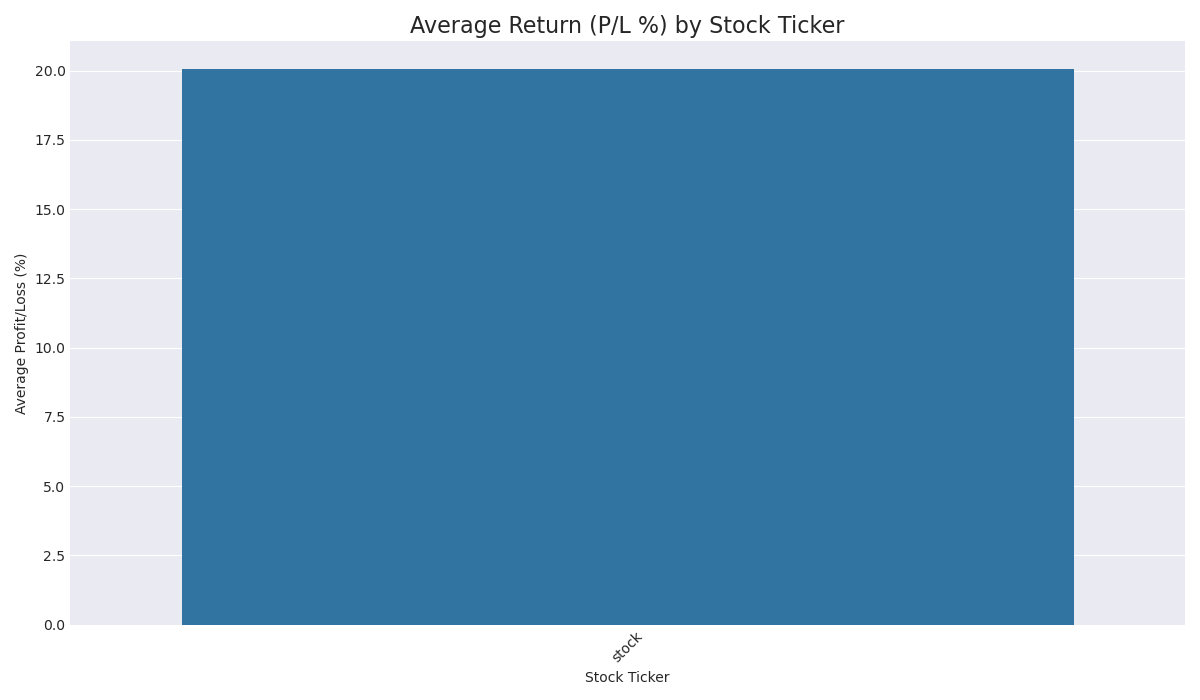 Average Return (P/L %) by Stock Ticker
20.0
17.5
15.0
12.5
10.0
7.5
5.0
2.5
0.0
Average Profit/Loss (%)
stock
Stock Ticker